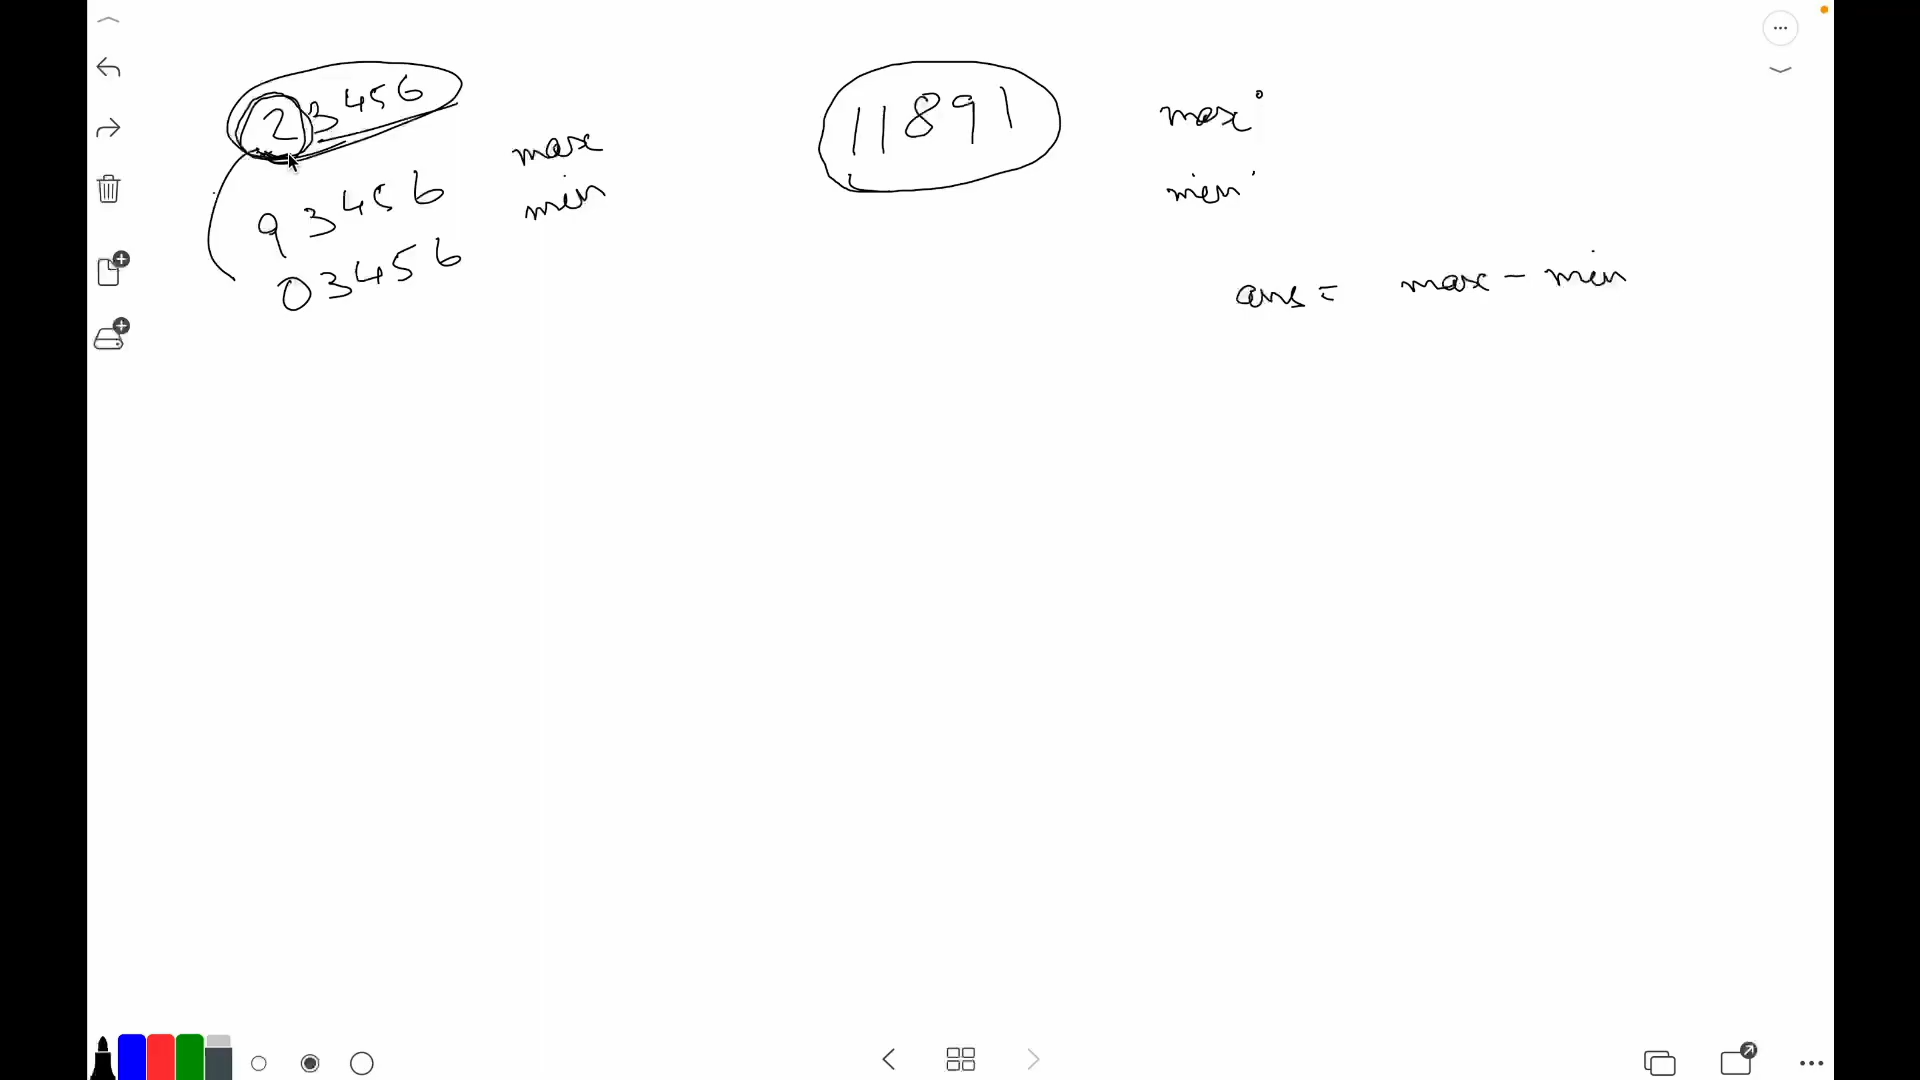 23456
max
min
93456
03456
11891
max
min
ans = max - min